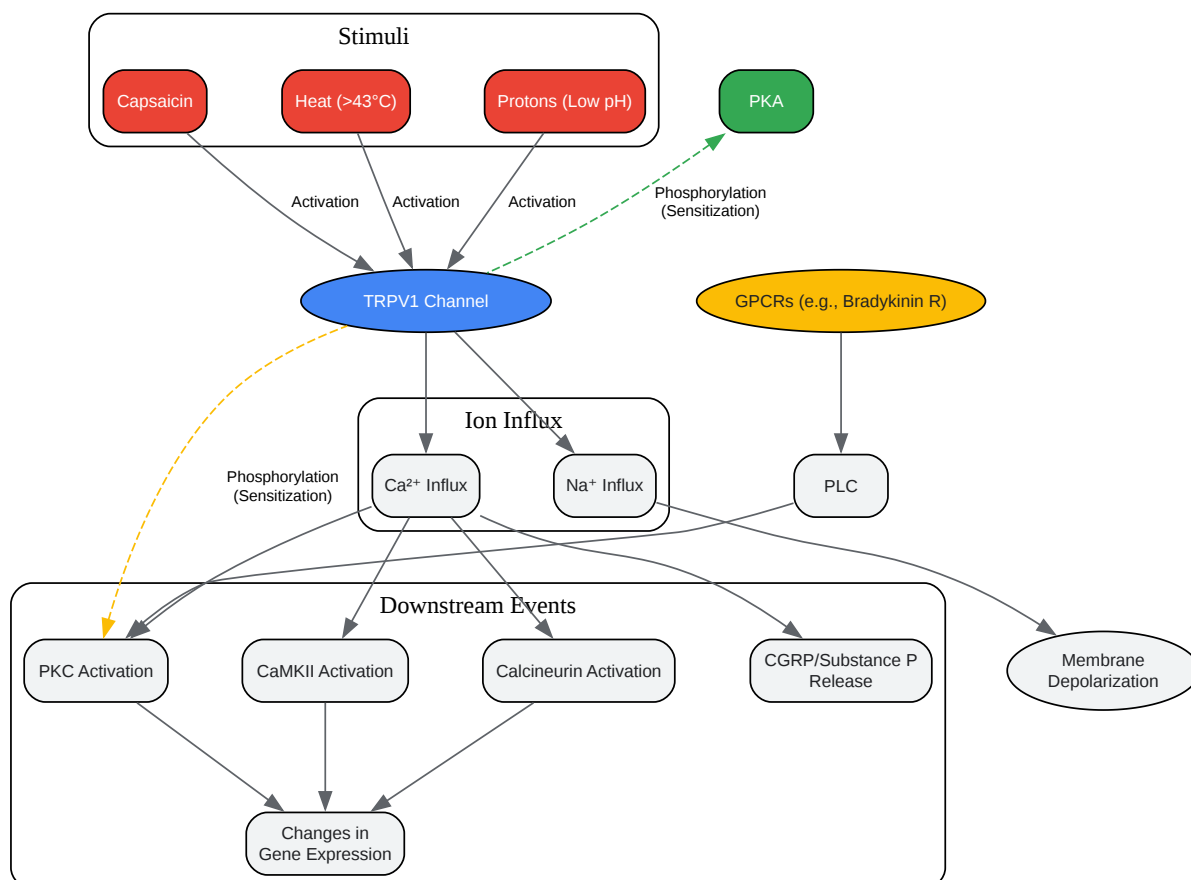 Stimuli
Capsaicin
Heat (>43°C)
Protons (Low pH)
PKA
Activation
Activation
Activation
Phosphorylation
(Sensitization)
TRPV1 Channel
GPCRs (e.g., Bradykinin R)
Ion Influx
Phosphorylation
(Sensitization)
Ca²⁺ Influx
Na⁺ Influx
PLC
Downstream Events
PKC Activation
CaMKII Activation
Calcineurin Activation
CGRP/Substance P
Release
Membrane
Depolarization
Changes in
Gene Expression